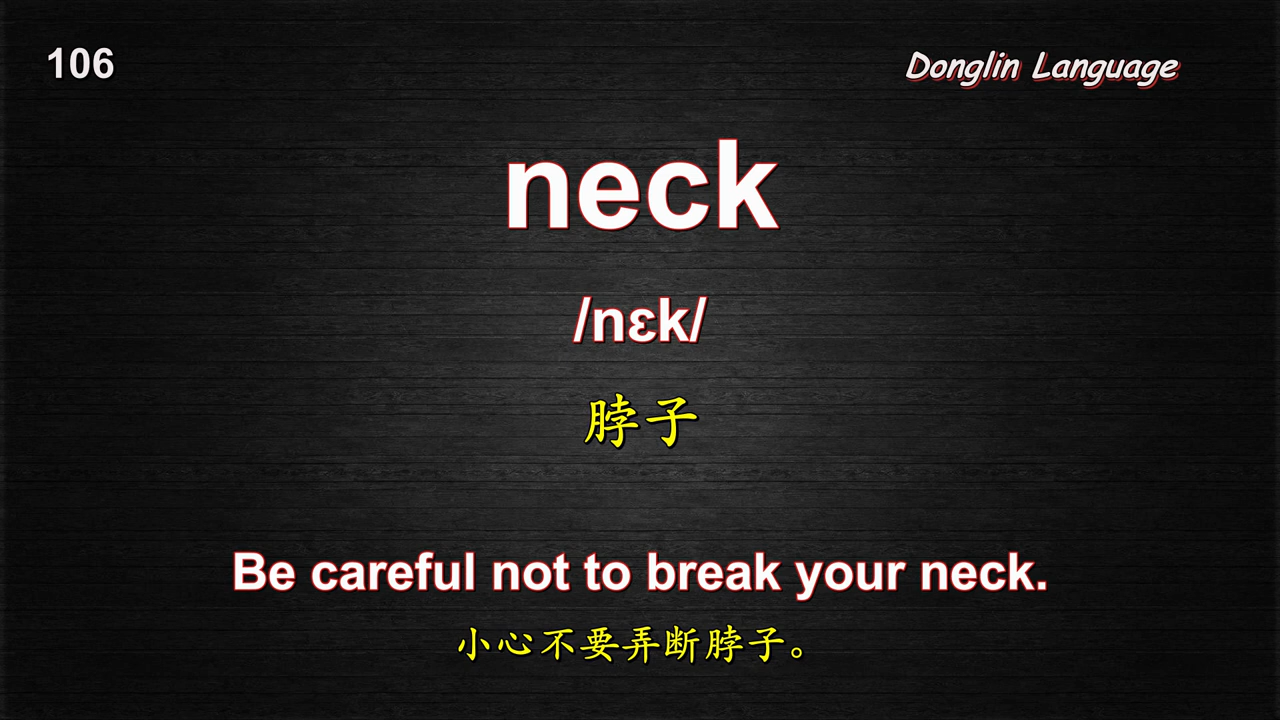 106
Donglin Language
neck
/nɛk/
脖子
Be careful not to break your neck.
小心不要弄断脖子。